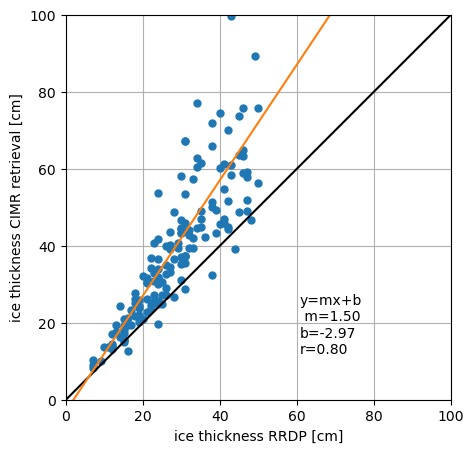 100
80
60
40
20
0
ice thickness CIMR retrieval [cm]
y=mx+b
m=1.50
b=-2.97
r=0.80
0 20 40 60 80 100
ice thickness RRDP [cm]